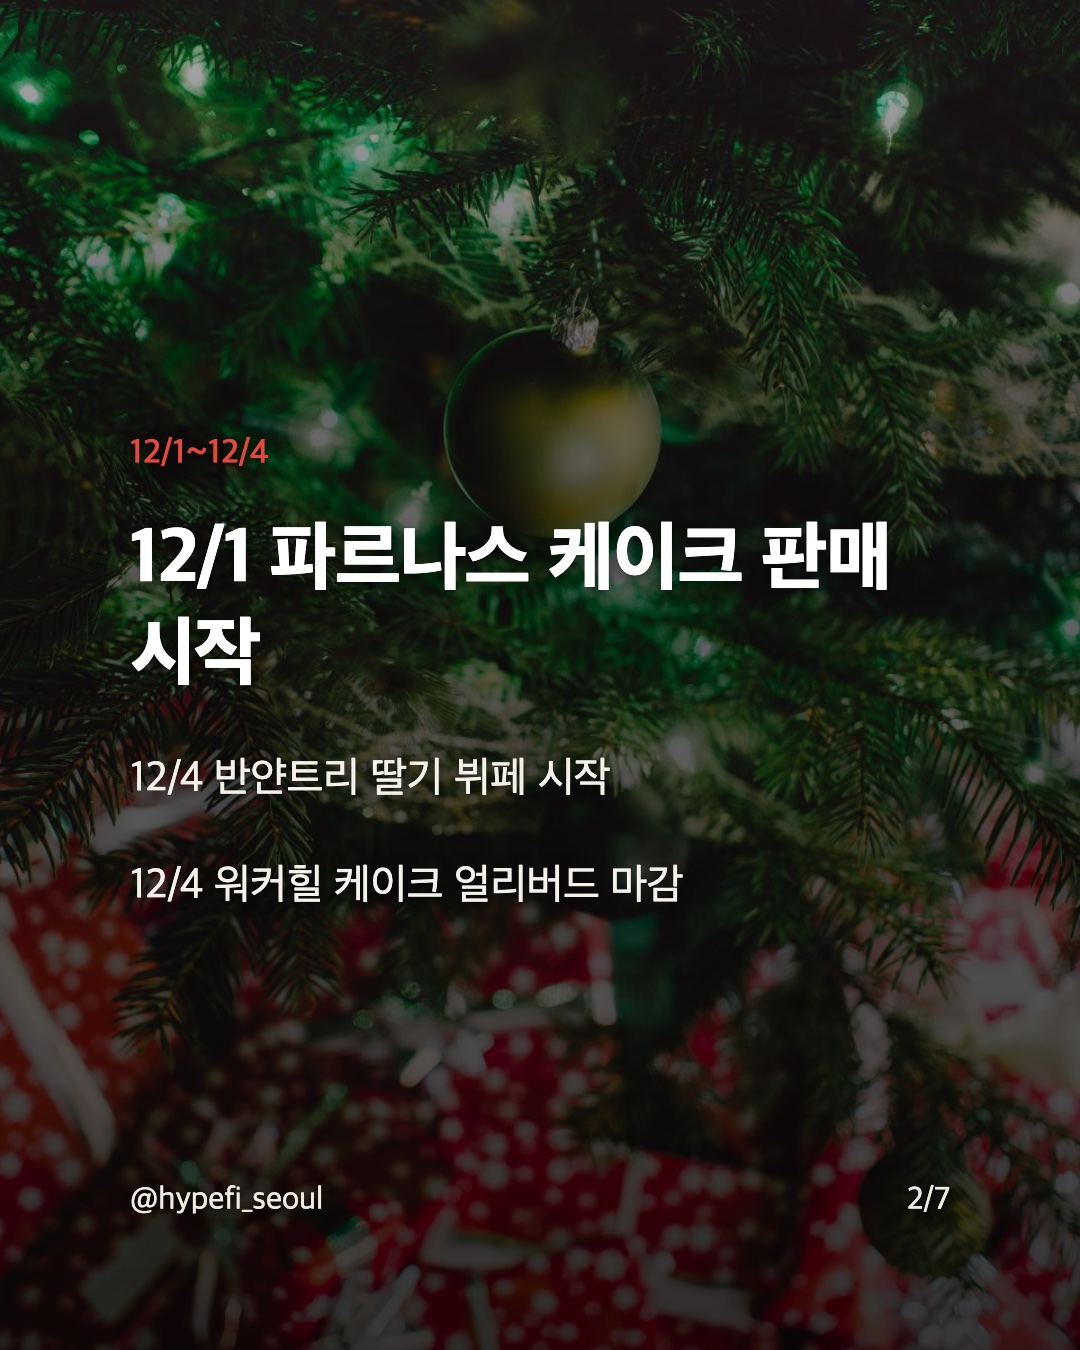 12/1~12/4
12/1 파르나스 케이크 판매
시작
12/4 반얀트리 딸기 뷔페 시작
12/4 워커힐 케이크 얼리버드 마감
@hypefi_seoul
2/7